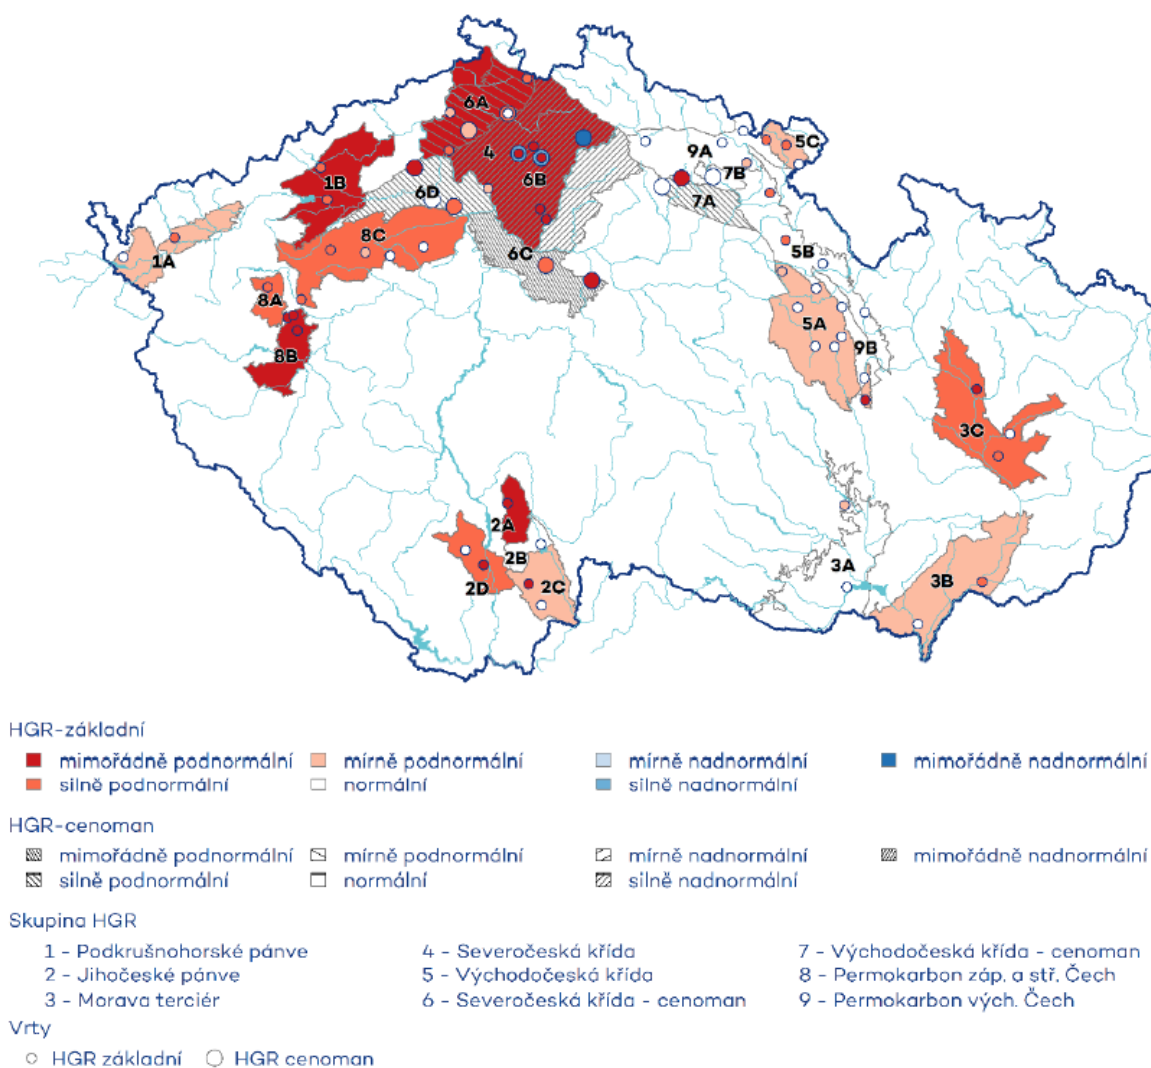 6A
5C
9A
4
7B
1B
6B
6D
7A
8C
6C
5B
1A
8A
5A
9B
8B
3C
2A
2B
3A
3B
2D
2C
HGR-základní
mimořádně podnormální mírně podnormální mírně nadnormální mimořádně nadnormální
silně podnormální normální silně nadnormální
HGR-cenoman
mimořádně podnormální mírně podnormální mírně nadnormální mimořádně nadnormální
silně podnormální normální silně nadnormální
Skupina HGR
1 - Podkrušnohorské pánve 4 - Severočeská křída 7 - Východočeská křída - cenoman
2 - Jihočeské pánve 5 - Východočeská křída 8 - Permokarbon záp. a stř. Čech
3 - Morava terciér 6 - Severočeská křída - cenoman 9 - Permokarbon vých. Čech
Vrty
HGR základní HGR cenoman